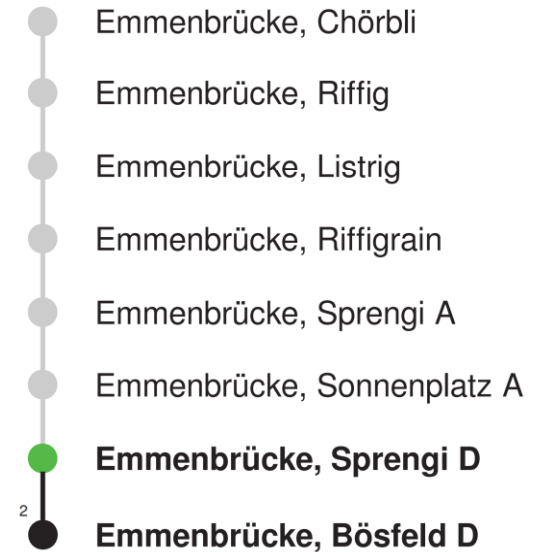 Emmenbrücke, Chörbli
Emmenbrücke, Riffig
Emmenbrücke, Listrig
Emmenbrücke, Riffigrain
Emmenbrücke, Sprengi A
Emmenbrücke, Sonnenplatz A
Emmenbrücke, Sprengi D
2
Emmenbrücke, Bösfeld D